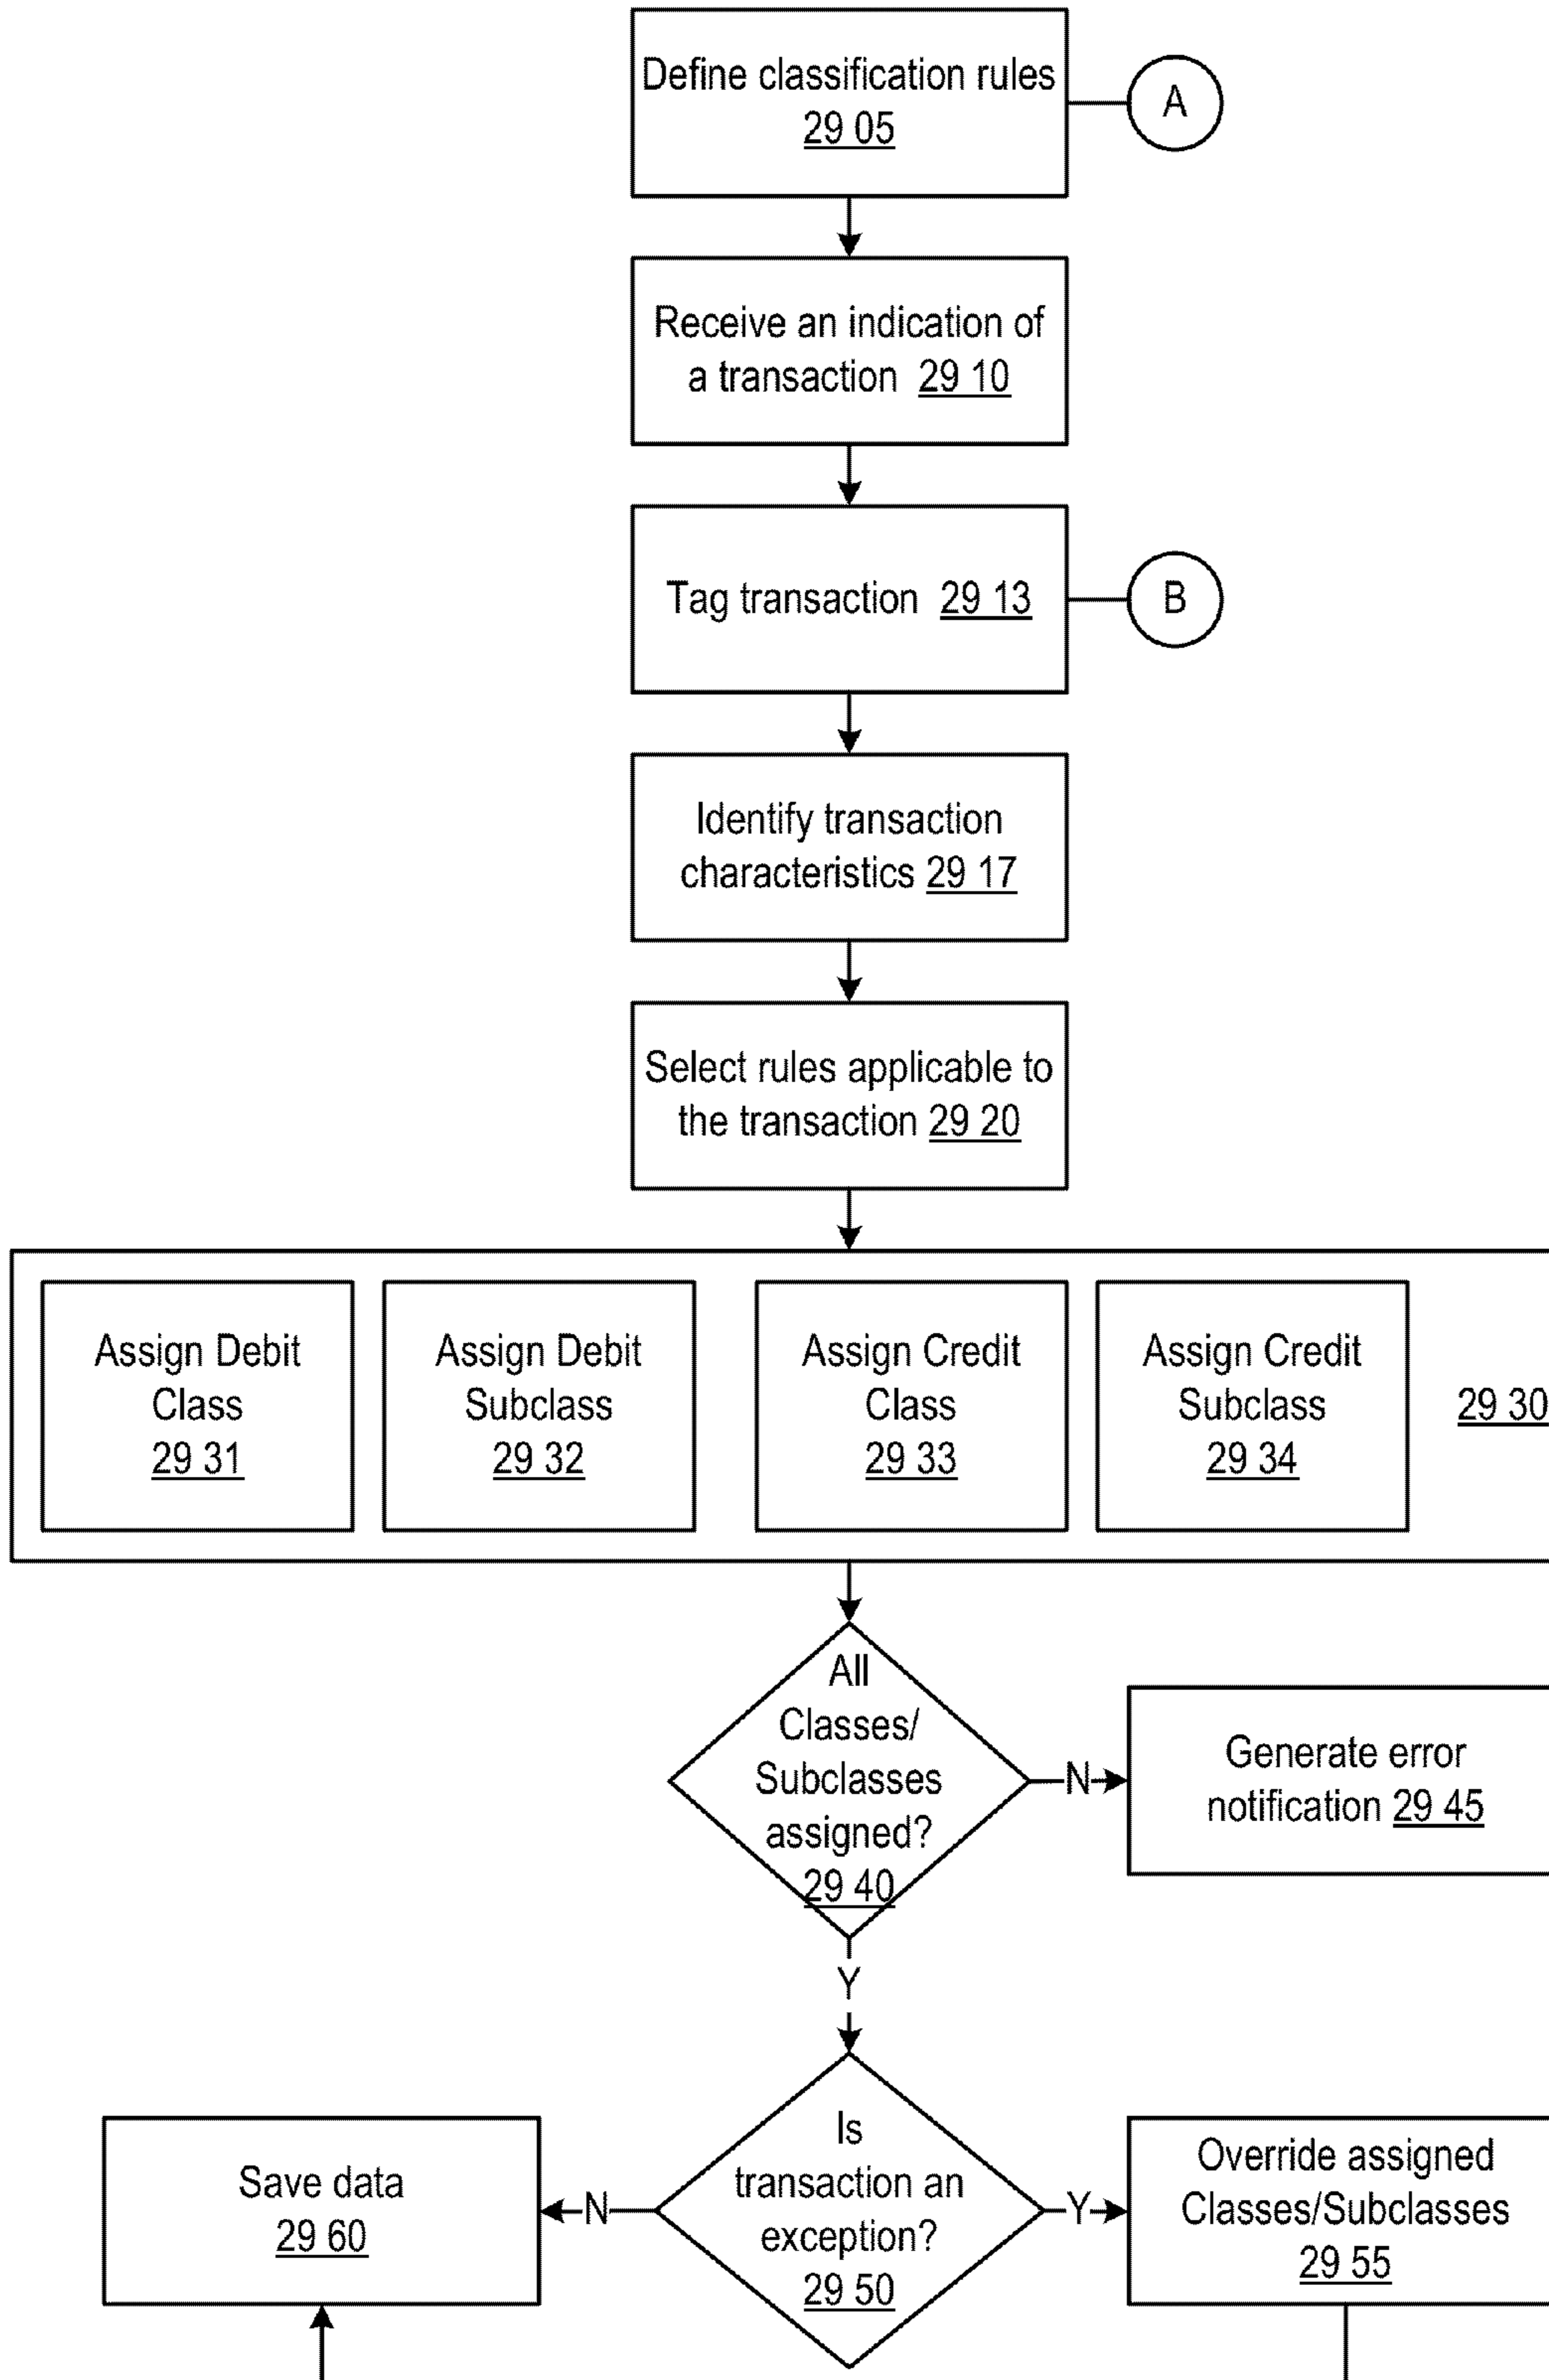 Define classification rules
29 05
A
Receive an indication of
a transaction 29 10
Tag transaction 29 13
B
Identify transaction
characteristics 29 17
Select rules applicable to
the transaction 29 20
Assign Debit
Class
29 31
Assign Debit
Subclass
29 32
Assign Credit
Class
29 33
Assign Credit
Subclass
29 34
29 30
All
Classes/
Subclasses
assigned?
29 40
N
Generate error
notification 29 45
Y
Is
transaction an
exception?
29 50
N
Save data
29 60
Y
Override assigned
Classes/Subclasses
29 55